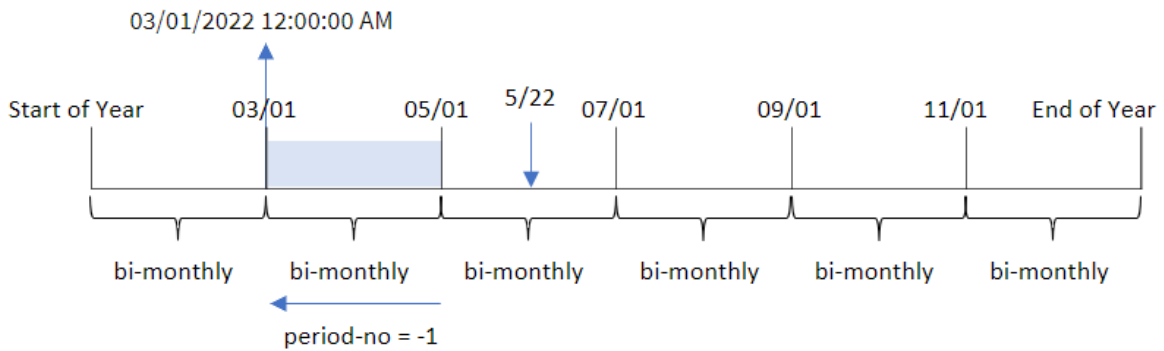 03/01/2022 12:00:00 AM
Start of Year 03/01 05/01 5/22 07/01 09/01 11/01 End of Year
bi-monthly bi-monthly bi-monthly bi-monthly bi-monthly bi-monthly
period-no = -1